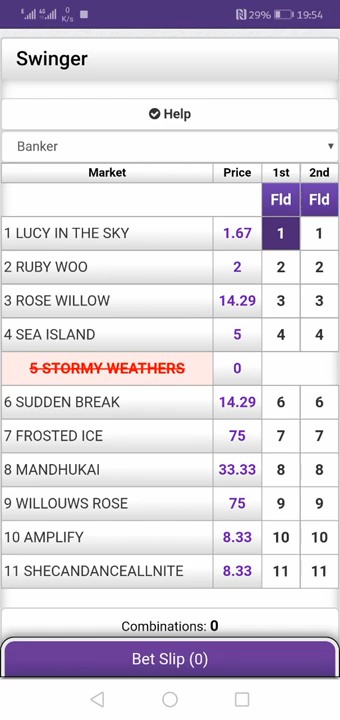 E 4G 0 K/s 29% 19:54
Swinger
Help
Banker
Market Price 1st 2nd
Fld Fld
1 LUCY IN THE SKY 1.67 1 1
2 RUBY WOO 2 2 2
3 ROSE WILLOW 14.29 3 3
4 SEA ISLAND 5 4 4
5 STORMY WEATHERS 0
6 SUDDEN BREAK 14.29 6 6
7 FROSTED ICE 75 7 7
8 MANDHUKAI 33.33 8 8
9 WILLOUWS ROSE 75 9 9
10 AMPLIFY 8.33 10 10
11 SHECANDANCEALLNITE 8.33 11 11
Combinations: 0
Bet Slip (0)